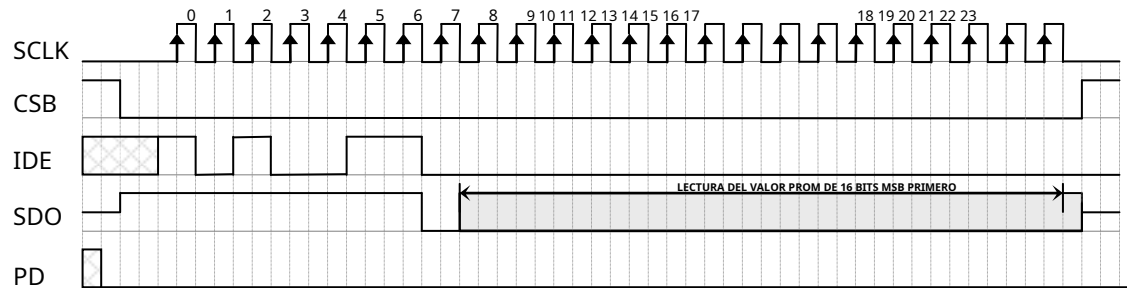 0 1 2 3 4 5 6 7 8 9 10 11 12 13 14 15 16 17 18 19 20 21 22 23
SCLK
CSB
IDE
LECTURA DEL VALOR PROM DE 16 BITS MSB PRIMERO
SDO
PD